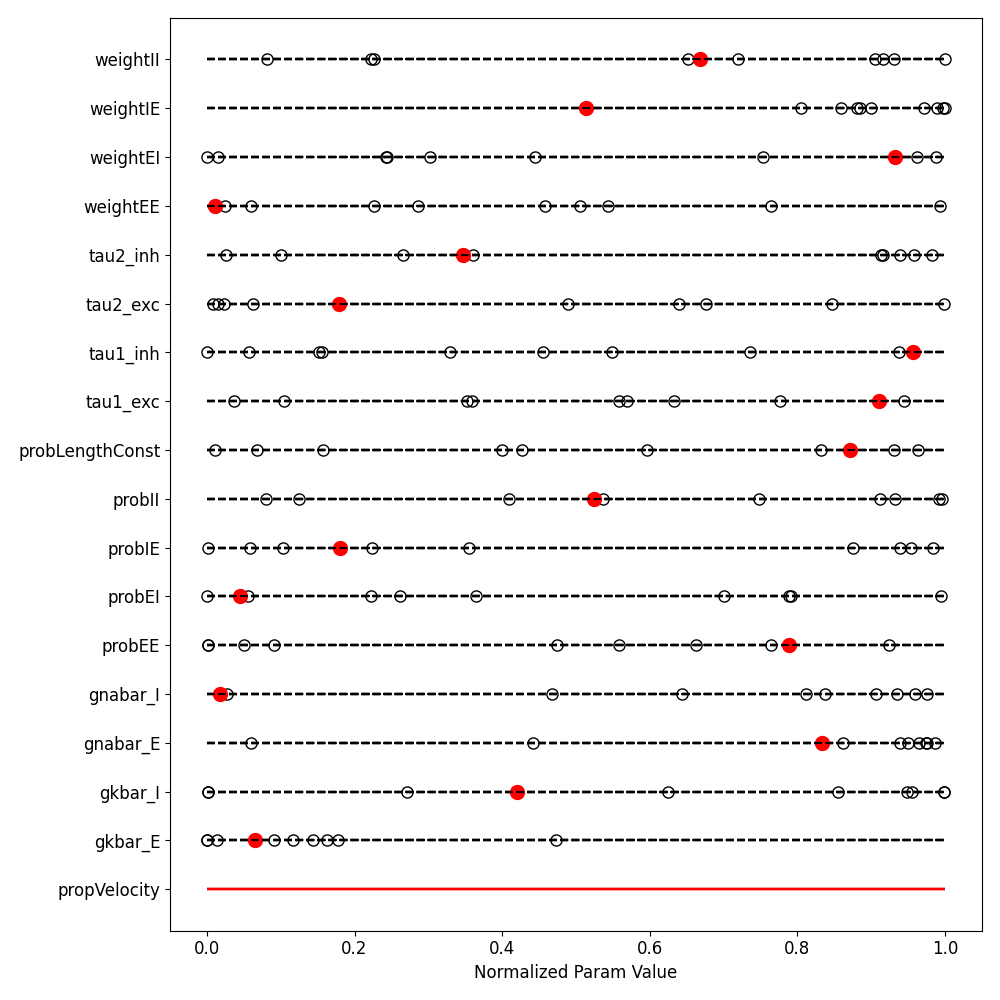 weightII
weightIE
weightEI
weightEE
tau2_inh
tau2_exc
tau1_inh
tau1_exc
probLengthConst
probII
probIE
probEI
probEE
gnabar_I
gnabar_E
gkbar_I
gkbar_E
propVelocity
0.0 0.2 0.4 0.6 0.8 1.0
Normalized Param Value